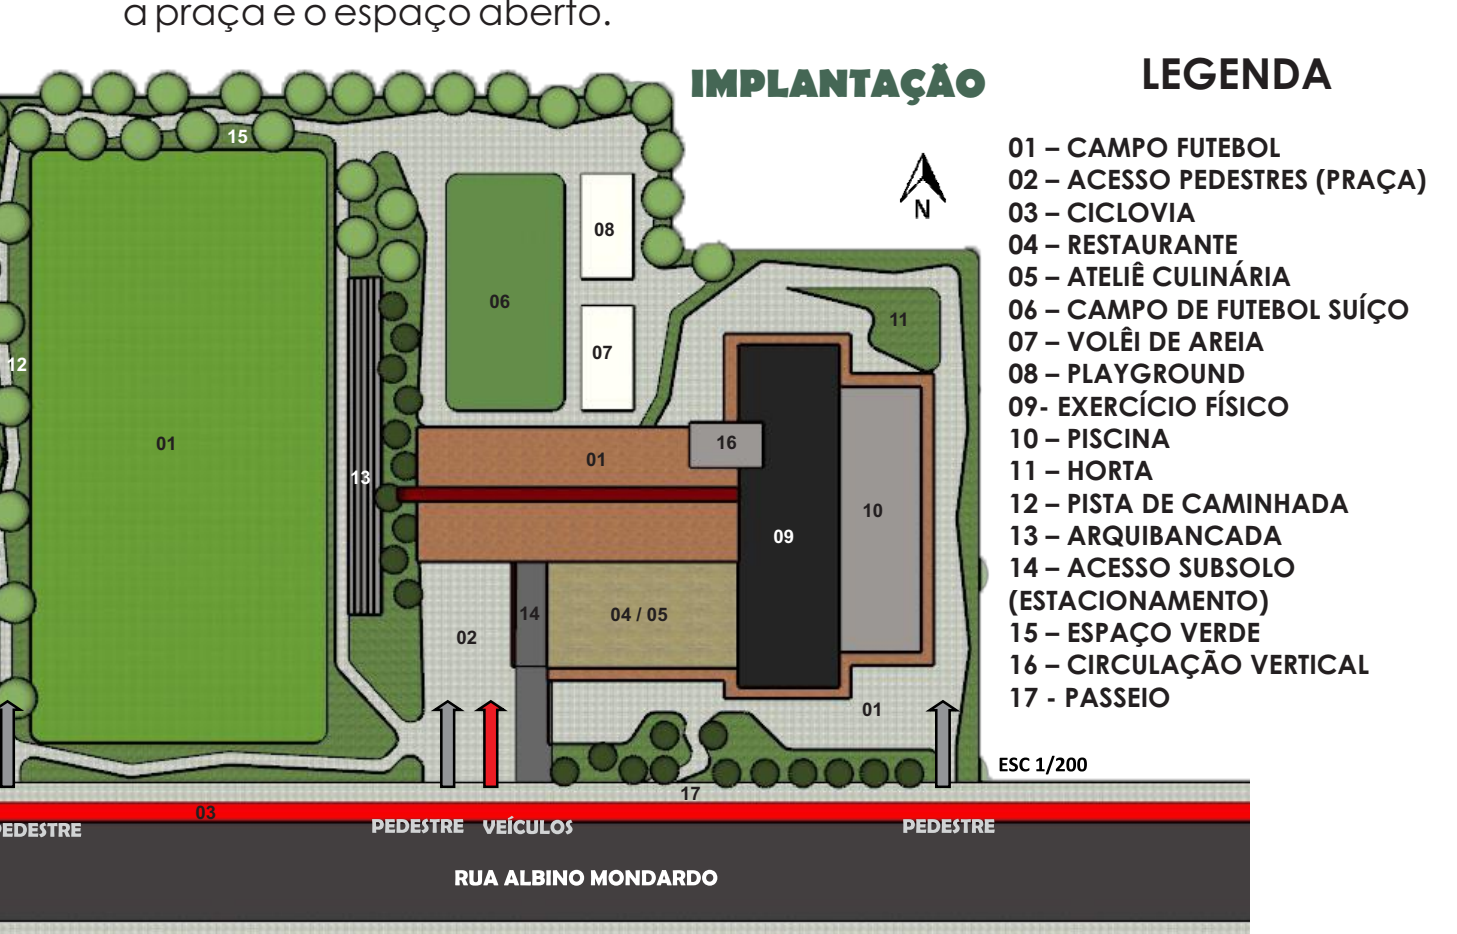 a praça e o espaço aberto.
IMPLANTAÇÃO
LEGENDA
01 – CAMPO FUTEBOL
02 – ACESSO PEDESTRES (PRAÇA)
03 – CICLOVIA
04 – RESTAURANTE
05 – ATELIÊ CULINÁRIA
06 – CAMPO DE FUTEBOL SUÍÇO
07 – VOLÊI DE AREIA
08 – PLAYGROUND
09- EXERCÍCIO FÍSICO
10 – PISCINA
11 – HORTA
12 – PISTA DE CAMINHADA
13 – ARQUIBANCADA
14 – ACESSO SUBSOLO
(ESTACIONAMENTO)
15 – ESPAÇO VERDE
16 – CIRCULAÇÃO VERTICAL
17 - PASSEIO
N
15
08
06
11
07
12
01
16
01
13
10
09
14
04 / 05
02
01
ESC 1/200
17
03
PEDESTRE
PEDESTRE
VEÍCULOS
PEDESTRE
RUA ALBINO MONDARDO